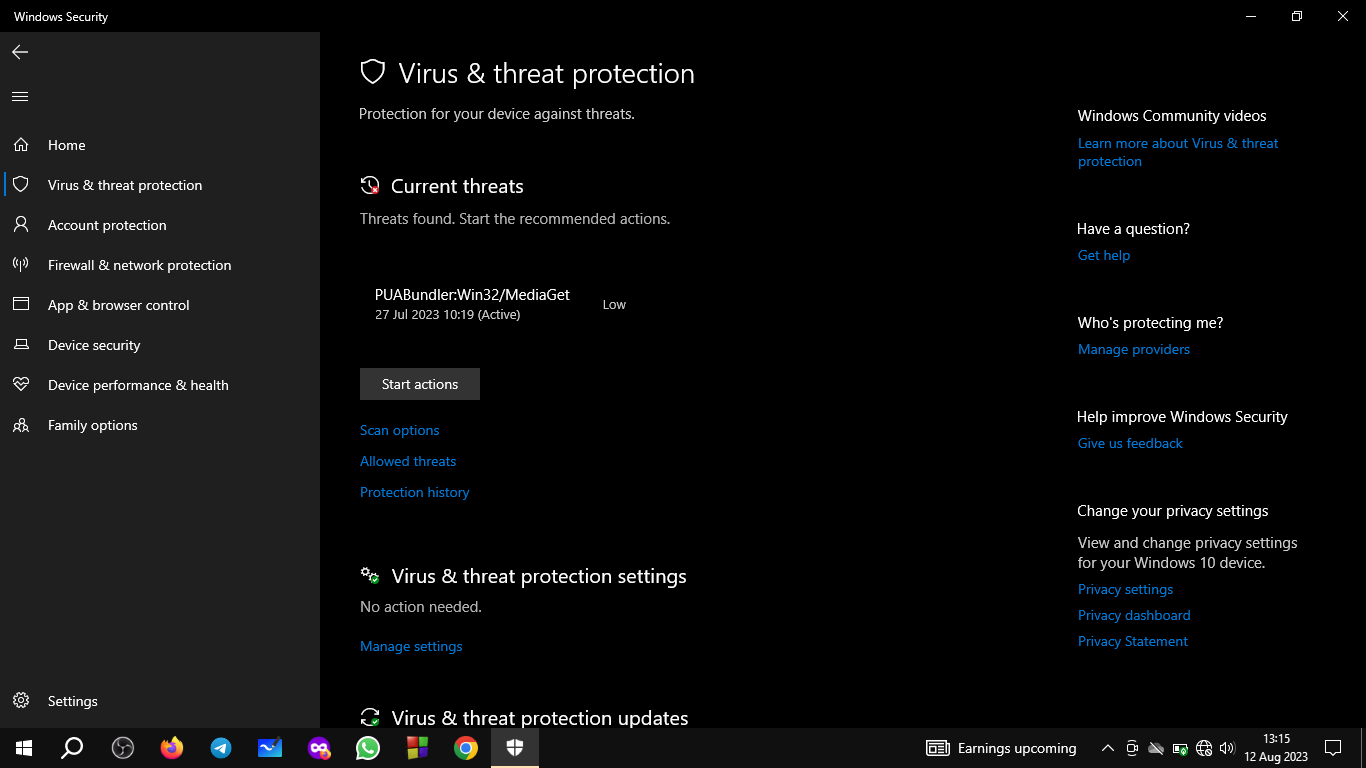 Windows Security
Home
Virus & threat protection
Account protection
Firewall & network protection
App & browser control
Device security
Device performance & health
Family options
Settings
Virus & threat protection
Protection for your device against threats.
Current threats
Threats found. Start the recommended actions.
PUABundler:Win32/MediaGet
27 Jul 2023 10:19 (Active)
Low
Start actions
Scan options
Allowed threats
Protection history
Virus & threat protection settings
No action needed.
Manage settings
Virus & threat protection updates
Windows Community videos
Learn more about Virus & threat
protection
Have a question?
Get help
Who's protecting me?
Manage providers
Help improve Windows Security
Give us feedback
Change your privacy settings
View and change privacy settings
for your Windows 10 device.
Privacy settings
Privacy dashboard
Privacy Statement
Earnings upcoming
13:15
12 Aug 2023